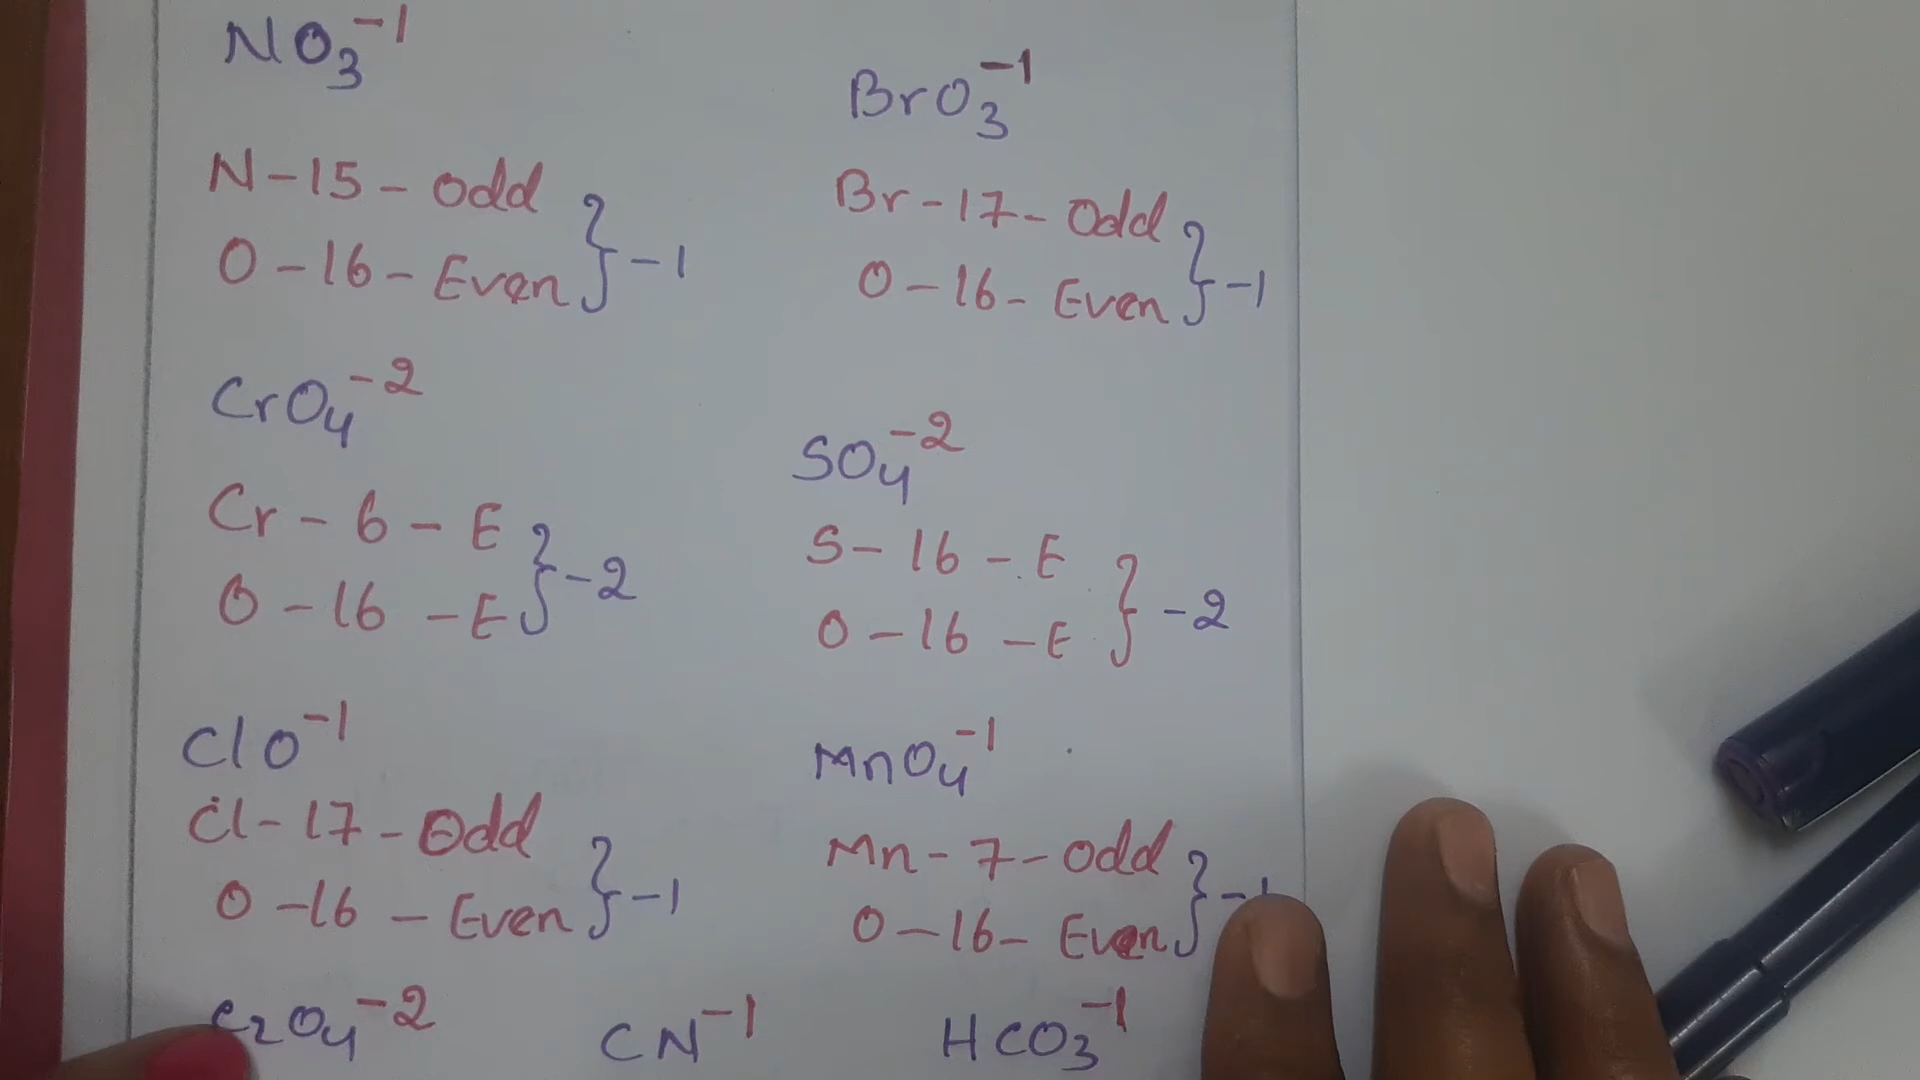 NO3-1
N-15-Odd
O-16-Even }-1
BrO3-1
Br-17-Odd
O-16-Even }-1
CrO4-2
Cr-6-E
O-16-E }-2
SO4-2
S-16-E
O-16-E } -2
ClO-1
Cl-17-Odd
O-16-Even }-1
MnO4-1
Mn-7-Odd
O-16-Even }-1
C2O4-2
CN-1
HCO3-1